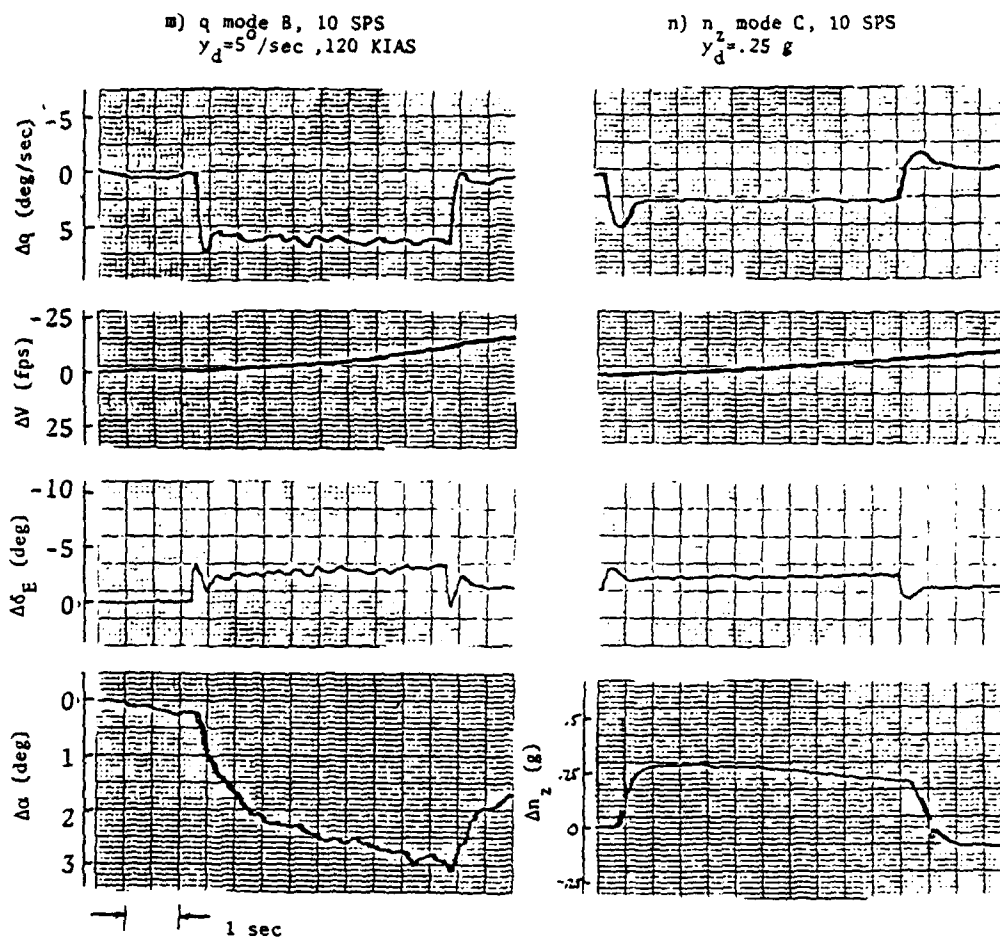 m) q mode B, 10 SPS
y_d=5°/sec ,120 KIAS
n) n_z mode C, 10 SPS
y_d=.25 g
Δq (deg/sec)
-5
0
5
ΔV (fps)
-25
0
25
Δδ_E (deg)
-10
-5
0
Δα (deg)
0
1
2
3
Δn_z (g)
.5
.25
0
-.25
1 sec